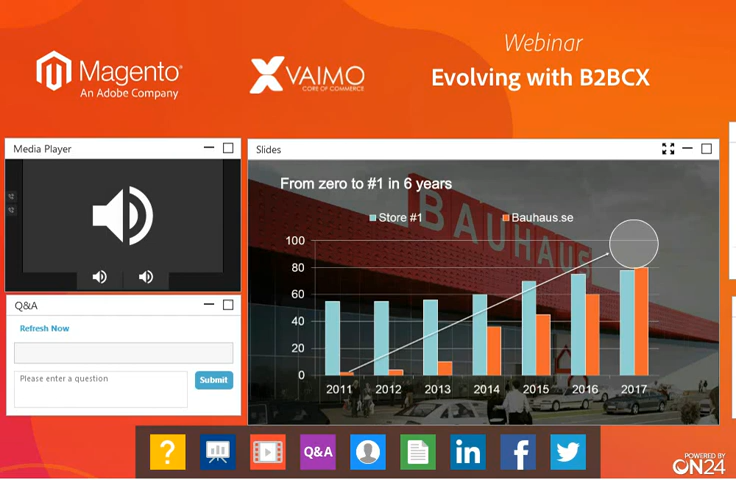 Magento®
An Adobe Company
VAIMO
CORE OF COMMERCE
Webinar
Evolving with B2BCX
Media Player
Slides
From zero to #1 in 6 years
Store #1
Bauhaus.se
BAUHAUS
100
80
60
40
20
0
2011 2012 2013 2014 2015 2016 2017
Q&A
Refresh Now
Please enter a question
Submit
?
Q&A
in
f
POWERED BY
ON24